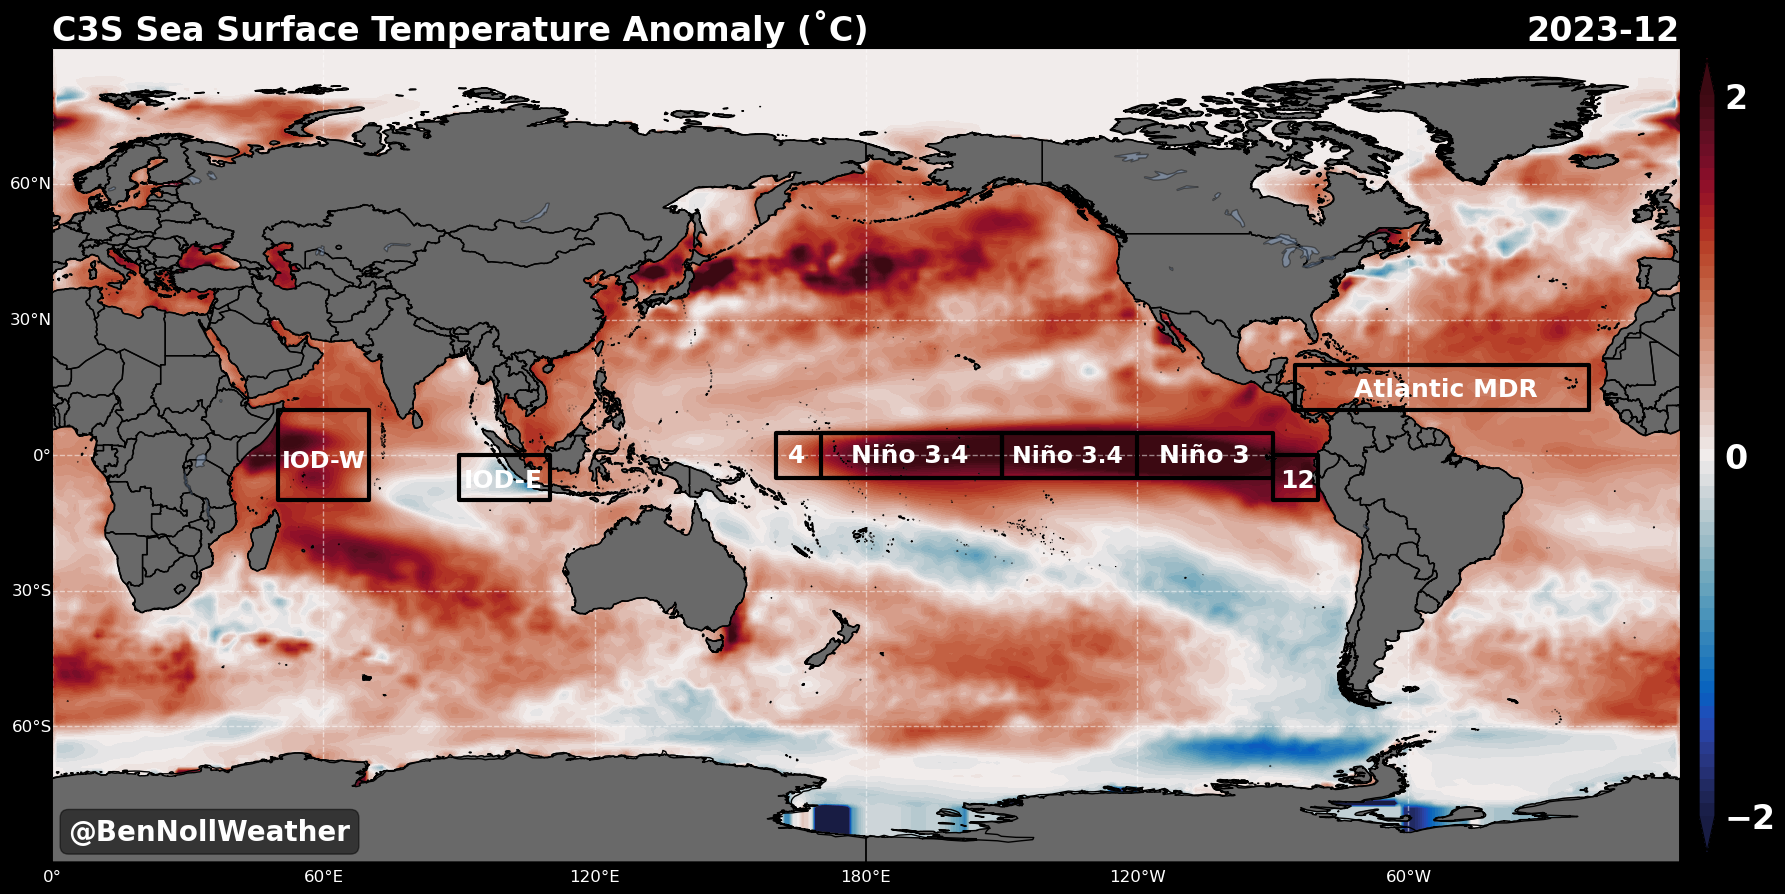 C3S Sea Surface Temperature Anomaly (˚C)
2023-12
2
60°N
30°N
Atlantic MDR
0°
IOD-W
4
Niño 3.4
Niño 3.4
Niño 3
0
IOD-E
12
30°S
60°S
−2
@BenNollWeather
0°
60°E
120°E
180°E
120°W
60°W